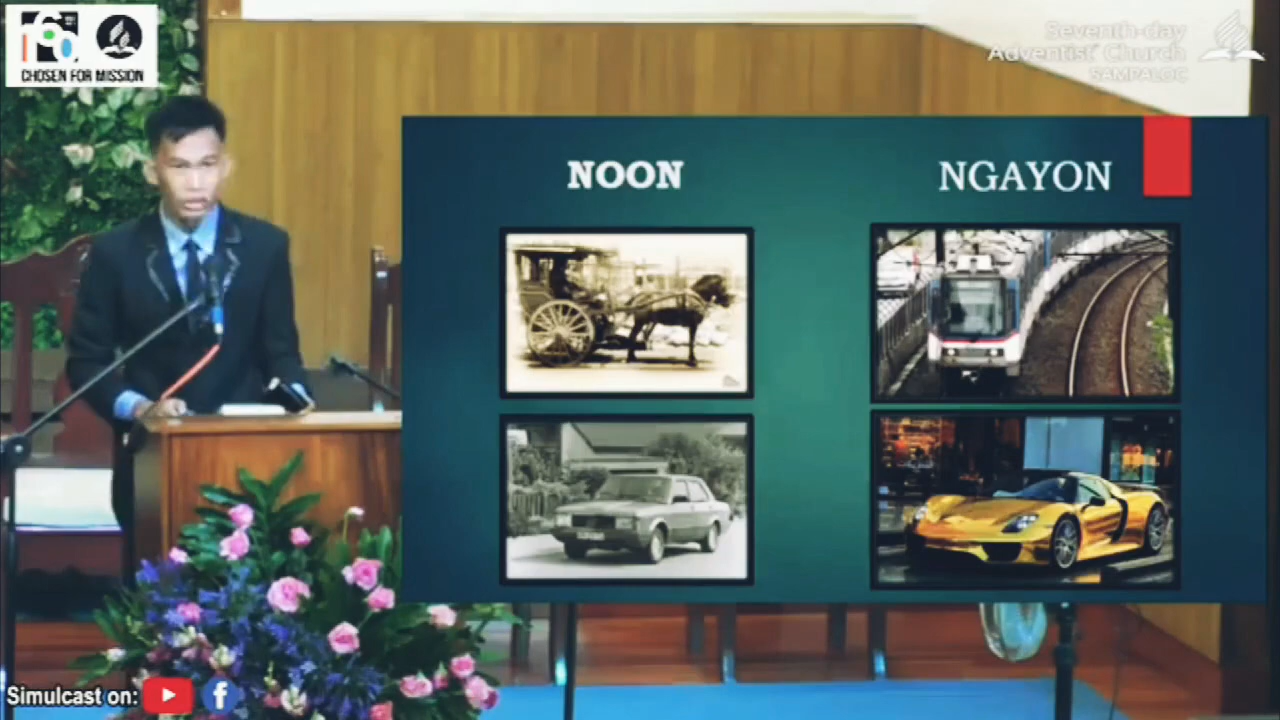 CHOSEN FOR MISSION
Seventh-day
Adventist Church
SAMPALOC
NOON
NGAYON
Simulcast on: